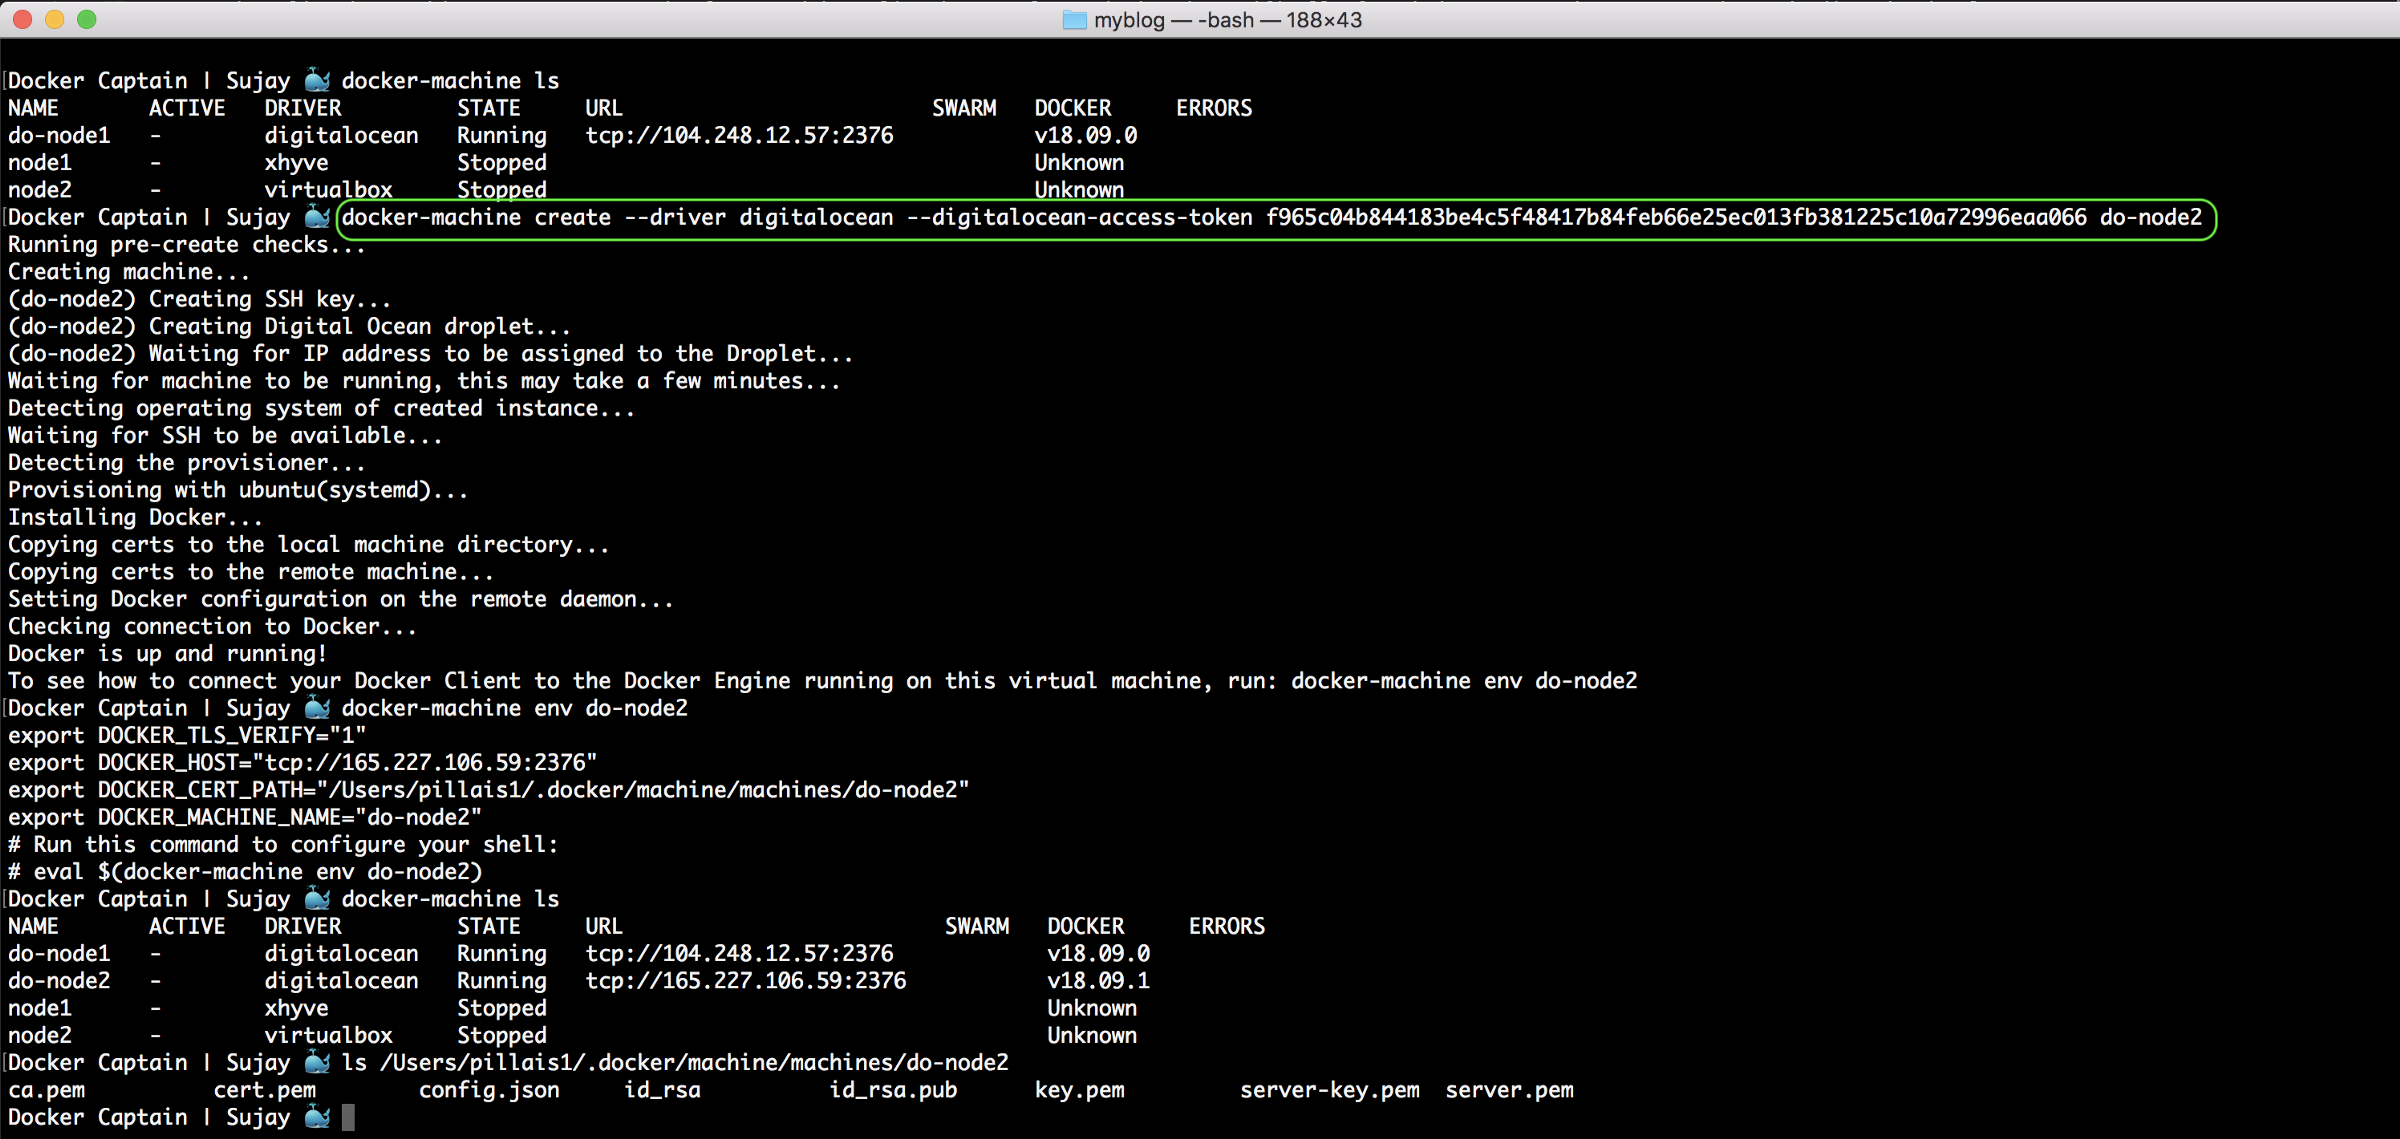 myblog — -bash — 188×43
Docker Captain | Sujay 🐳 docker-machine ls
NAME ACTIVE DRIVER STATE URL SWARM DOCKER ERRORS
do-node1 - digitalocean Running tcp://104.248.12.57:2376 v18.09.0
node1 - xhyve Stopped Unknown
node2 - virtualbox Stopped Unknown
Docker Captain | Sujay 🐳 docker-machine create --driver digitalocean --digitalocean-access-token f965c04b844183be4c5f48417b84feb66e25ec013fb381225c10a72996eaa066 do-node2
Running pre-create checks...
Creating machine...
(do-node2) Creating SSH key...
(do-node2) Creating Digital Ocean droplet...
(do-node2) Waiting for IP address to be assigned to the Droplet...
Waiting for machine to be running, this may take a few minutes...
Detecting operating system of created instance...
Waiting for SSH to be available...
Detecting the provisioner...
Provisioning with ubuntu(systemd)...
Installing Docker...
Copying certs to the local machine directory...
Copying certs to the remote machine...
Setting Docker configuration on the remote daemon...
Checking connection to Docker...
Docker is up and running!
To see how to connect your Docker Client to the Docker Engine running on this virtual machine, run: docker-machine env do-node2
Docker Captain | Sujay 🐳 docker-machine env do-node2
export DOCKER_TLS_VERIFY="1"
export DOCKER_HOST="tcp://165.227.106.59:2376"
export DOCKER_CERT_PATH="/Users/pillais1/.docker/machine/machines/do-node2"
export DOCKER_MACHINE_NAME="do-node2"
# Run this command to configure your shell:
# eval $(docker-machine env do-node2)
Docker Captain | Sujay 🐳 docker-machine ls
NAME ACTIVE DRIVER STATE URL SWARM DOCKER ERRORS
do-node1 - digitalocean Running tcp://104.248.12.57:2376 v18.09.0
do-node2 - digitalocean Running tcp://165.227.106.59:2376 v18.09.1
node1 - xhyve Stopped Unknown
node2 - virtualbox Stopped Unknown
Docker Captain | Sujay 🐳 ls /Users/pillais1/.docker/machine/machines/do-node2
ca.pem cert.pem config.json id_rsa id_rsa.pub key.pem server-key.pem server.pem
Docker Captain | Sujay 🐳